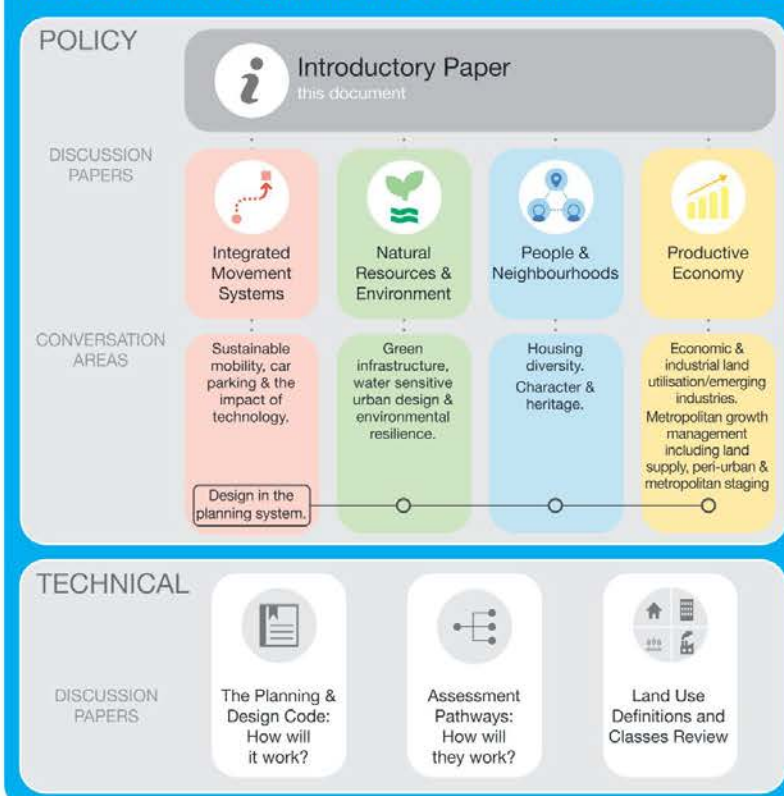 POLICY
i
Introductory Paper
this document
DISCUSSION
PAPERS
Integrated
Movement
Systems
Natural
Resources &
Environment
People &
Neighbourhoods
Productive
Economy
CONVERSATION
AREAS
Sustainable
mobility, car
parking & the
impact of
technology.
Green
infrastructure,
water sensitive
urban design &
environmental
resilience.
Housing
diversity.
Character &
heritage.
Economic &
industrial land
utilisation/emerging
industries.
Metropolitan growth
management
including land
supply, peri-urban &
metropolitan staging
Design in the
planning system.
TECHNICAL
DISCUSSION
PAPERS
The Planning &
Design Code:
How will
it work?
Assessment
Pathways:
How will
they work?
Land Use
Definitions and
Classes Review